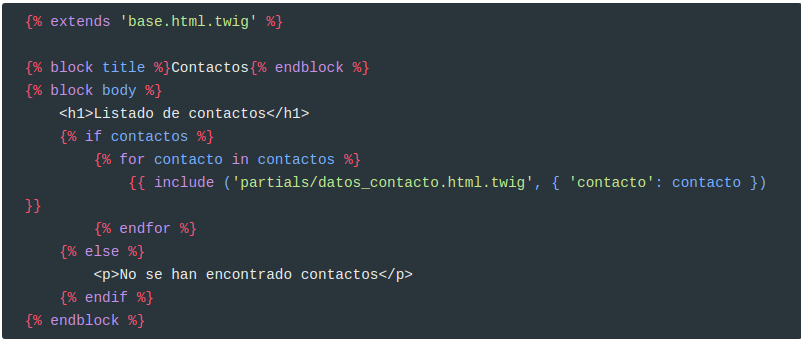 {% extends 'base.html.twig' %}
{% block title %}Contactos{% endblock %}
{% block body %}
<h1>Listado de contactos</h1>
{% if contactos %}
{% for contacto in contactos %}
{{ include ('partials/datos_contacto.html.twig', { 'contacto': contacto })
}}
{% endfor %}
{% else %}
<p>No se han encontrado contactos</p>
{% endif %}
{% endblock %}